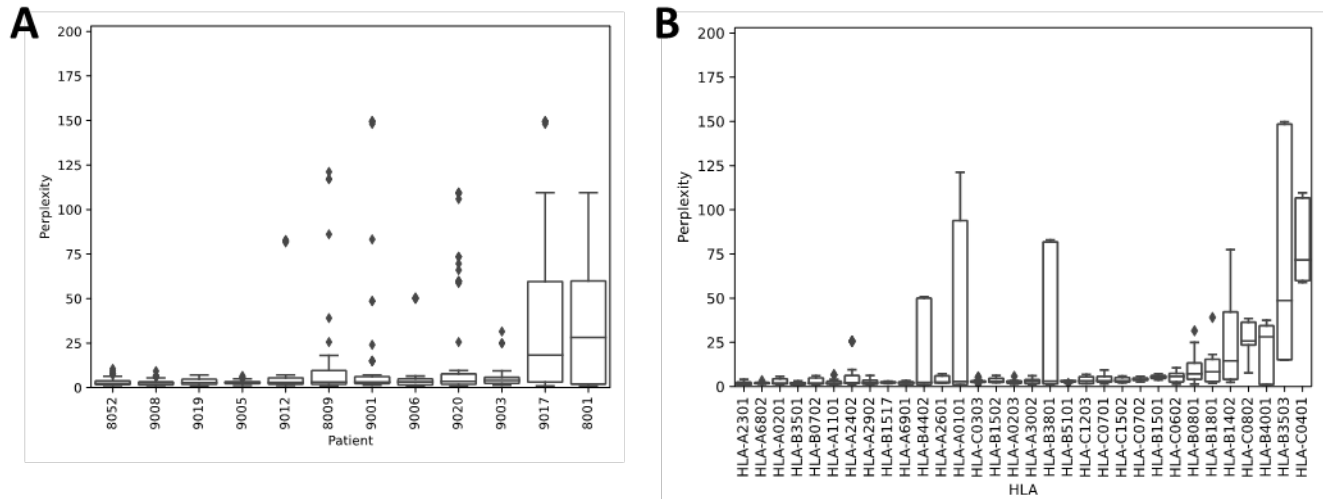 A
200
175
150
125
100
75
50
25
0
Perplexity
8052
9008
9019
9005
9012
8009
9001
9006
9020
9003
9017
8001
Patient
B
200
175
150
125
100
75
50
25
0
Perplexity
HLA-A2301
HLA-A6802
HLA-A0201
HLA-B3501
HLA-B0702
HLA-A1101
HLA-A2402
HLA-A2902
HLA-B1517
HLA-A6901
HLA-B4402
HLA-A2601
HLA-A0101
HLA-C0303
HLA-B1502
HLA-A0203
HLA-A3002
HLA-B3801
HLA-B5101
HLA-C1203
HLA-C0701
HLA-C1502
HLA-C0702
HLA-B1501
HLA-C0602
HLA-B0801
HLA-B1801
HLA-B1402
HLA-C0802
HLA-B4001
HLA-B3503
HLA-C0401
HLA